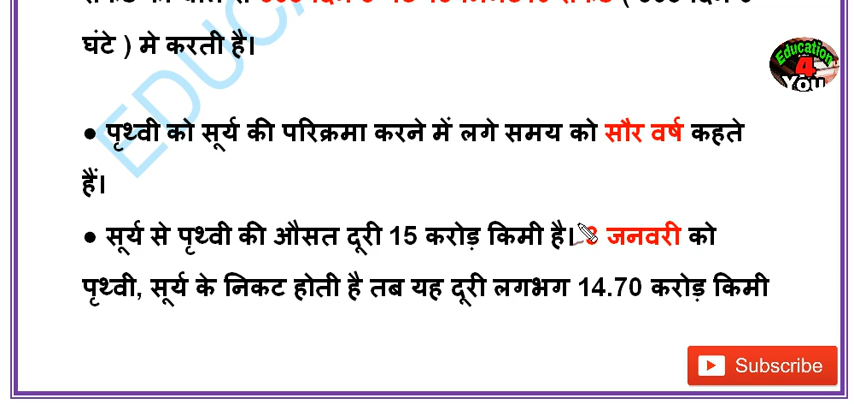 घंटे ) मे करती है।
Education
4
You
● पृथ्वी को सूर्य की परिक्रमा करने में लगे समय को सौर वर्ष कहते
हैं।
● सूर्य से पृथ्वी की औसत दूरी 15 करोड़ किमी है। जनवरी को
पृथ्वी, सूर्य के निकट होती है तब यह दूरी लगभग 14.70 करोड़ किमी
Subscribe